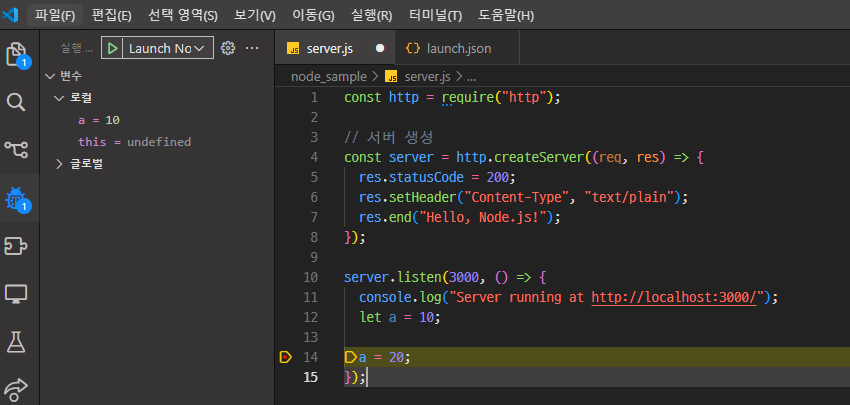 파일(F) 편집(E) 선택 영역(S) 보기(V) 이동(G) 실행(R) 터미널(T) 도움말(H)
실행 ... Launch No ...
server.js launch.json
node_sample > server.js > ...
변수
로컬
a = 10
this = undefined
글로벌
1
1
1 const http = require("http");
2
3 // 서버 생성
4 const server = http.createServer((req, res) => {
5 res.statusCode = 200;
6 res.setHeader("Content-Type", "text/plain");
7 res.end("Hello, Node.js!");
8 });
9
10 server.listen(3000, () => {
11 console.log("Server running at http://localhost:3000/");
12 let a = 10;
13
14 a = 20;
15 });